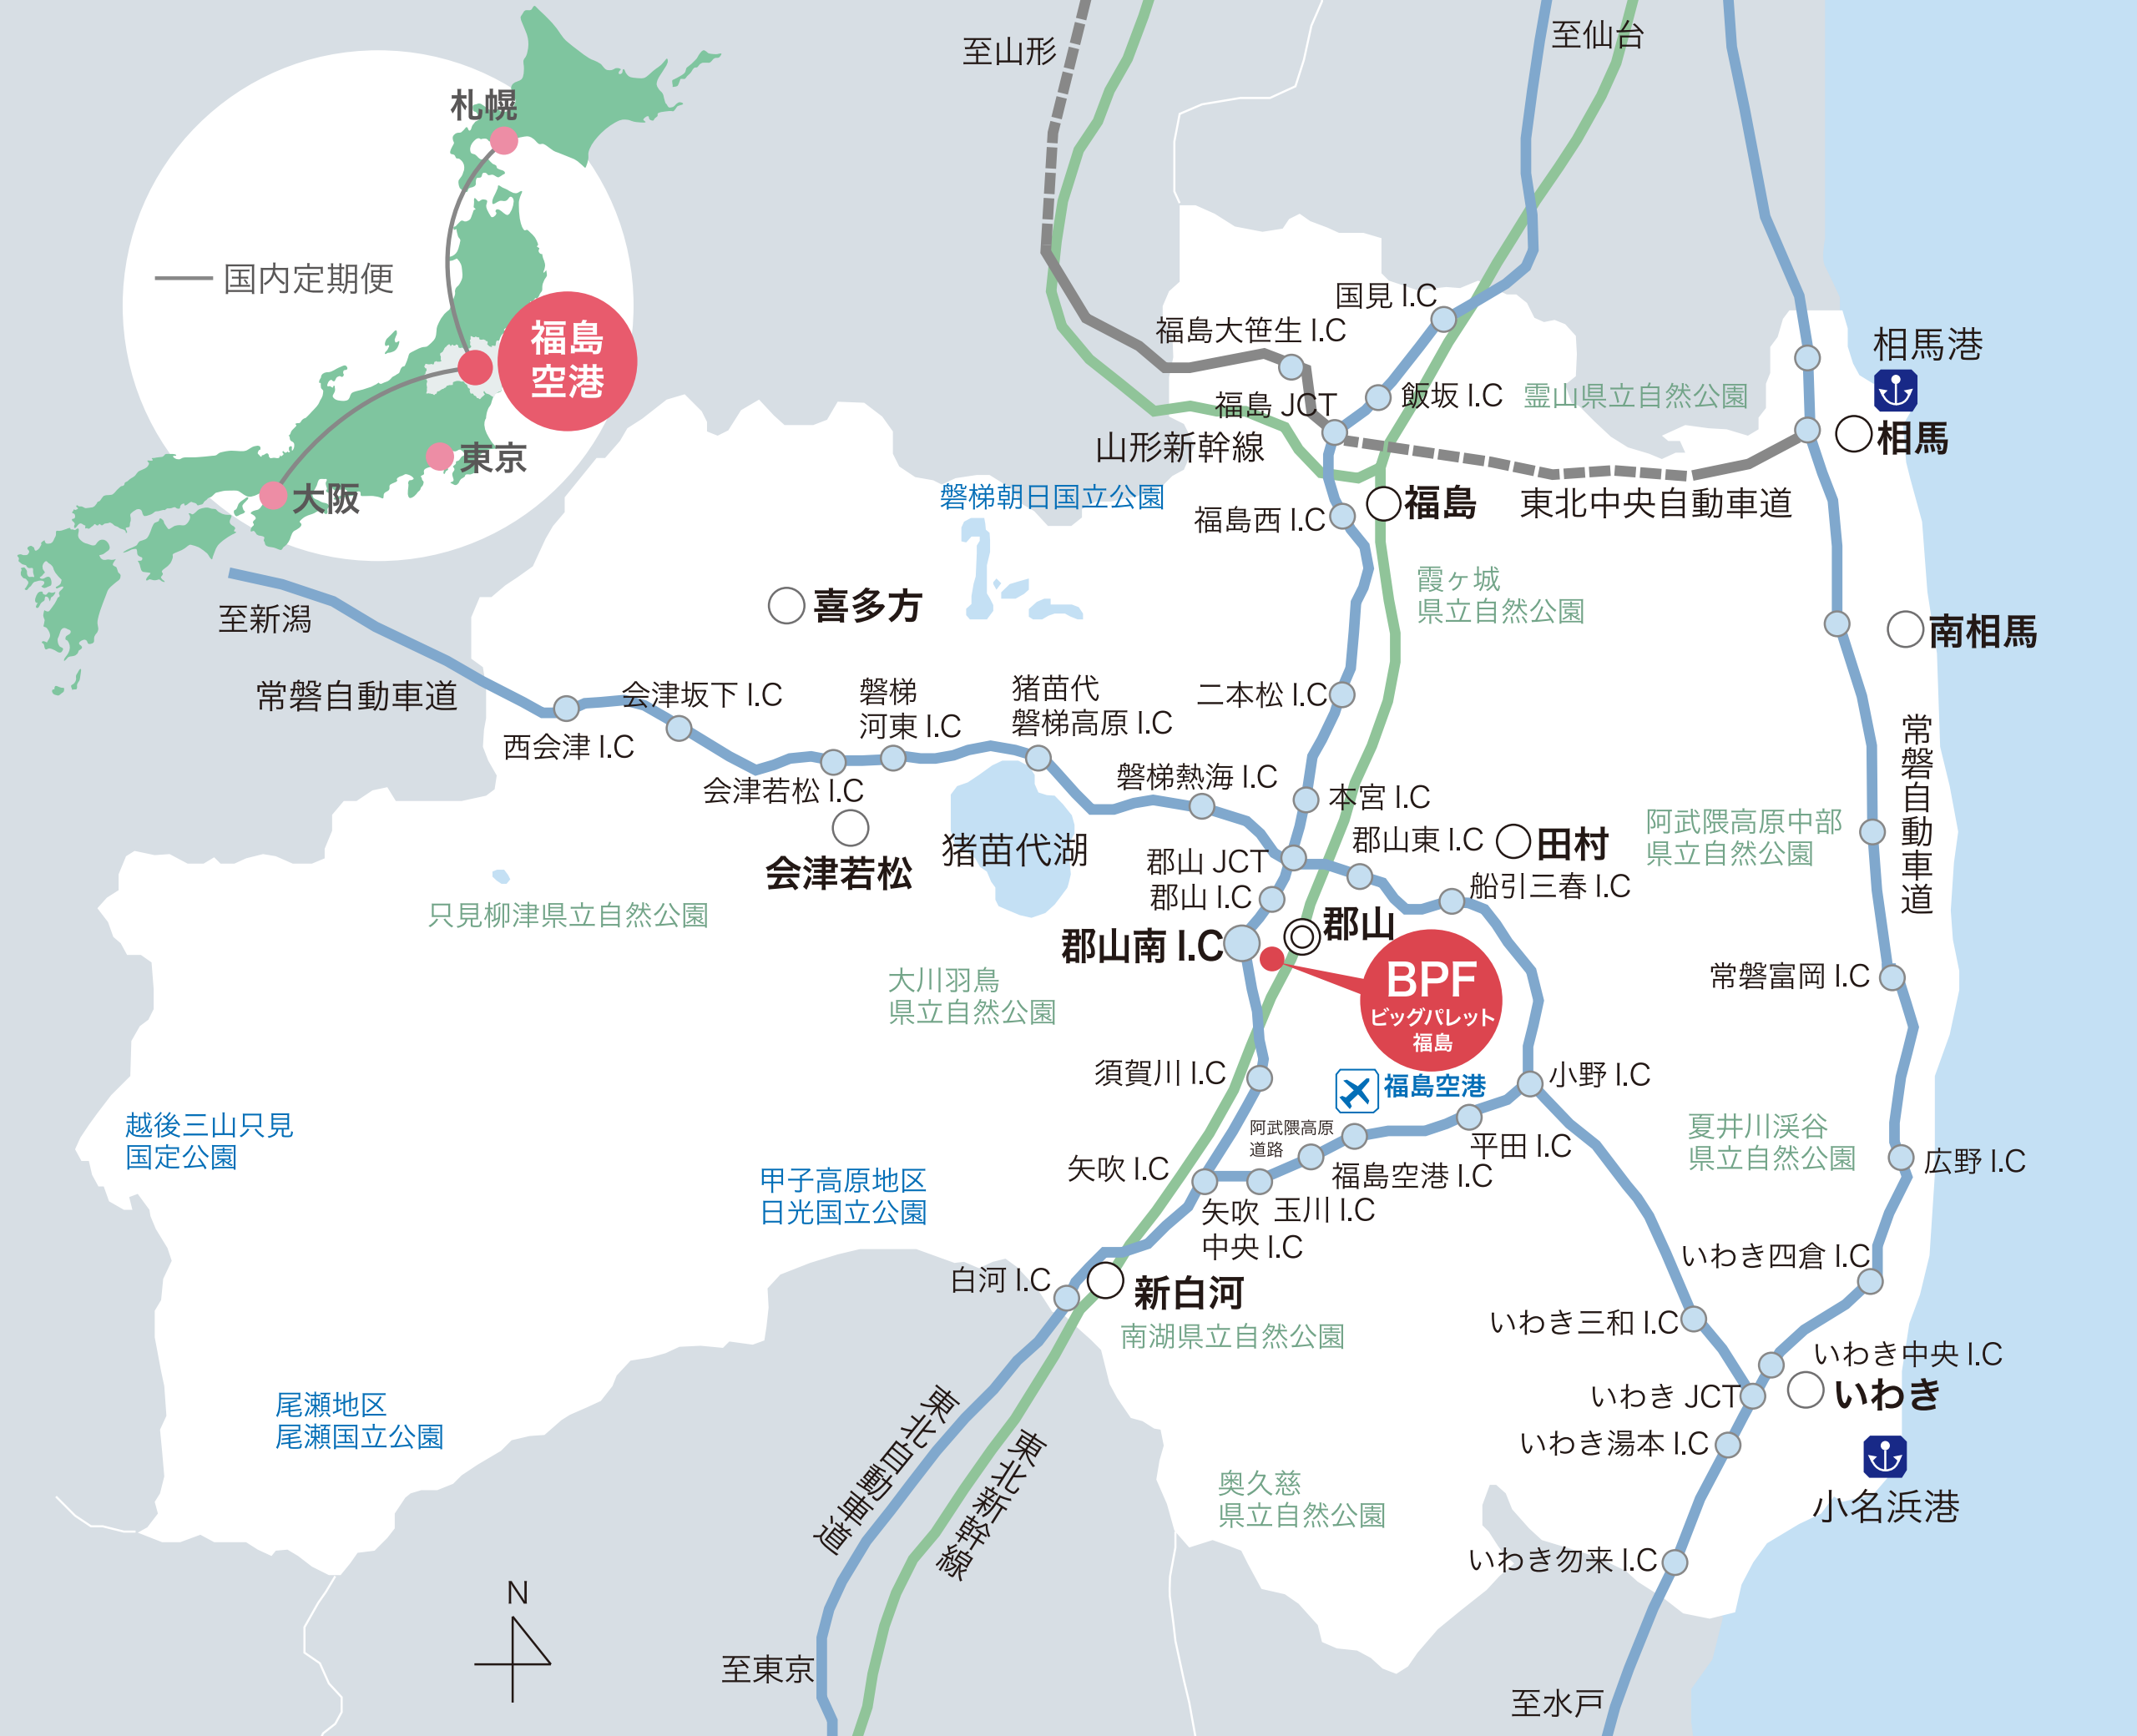 至山形
至仙台
札幌
国内定期便
福島
空港
東京
大阪
国見 I.C
福島大笹生 I.C
相馬港
飯坂 I.C
霊山県立自然公園
福島 JCT
相馬
山形新幹線
磐梯朝日国立公園
福島
東北中央自動車道
福島西 I.C
霞ヶ城
県立自然公園
喜多方
至新潟
南相馬
常磐自動車道
会津坂下 I.C
磐梯
河東 I.C
猪苗代
磐梯高原 I.C
二本松 I.C
西会津 I.C
常磐自動車道
会津若松 I.C
磐梯熱海 I.C
本宮 I.C
郡山東 I.C
田村
阿武隈高原中部
県立自然公園
猪苗代湖
会津若松
郡山 JCT
郡山 I.C
船引三春 I.C
只見柳津県立自然公園
郡山
郡山南 I.C
大川羽鳥
県立自然公園
BPF
ビッグパレット
福島
常磐富岡 I.C
須賀川 I.C
福島空港
小野 I.C
越後三山只見
国定公園
阿武隈高原
道路
平田 I.C
夏井川渓谷
県立自然公園
広野 I.C
甲子高原地区
日光国立公園
矢吹 I.C
福島空港 I.C
矢吹
中央 I.C
玉川 I.C
いわき四倉 I.C
白河 I.C
新白河
南湖県立自然公園
いわき三和 I.C
いわき中央 I.C
いわき JCT
いわき
尾瀬地区
尾瀬国立公園
東北自動車道
東北新幹線
いわき湯本 I.C
奥久慈
県立自然公園
小名浜港
いわき勿来 I.C
N
至東京
至水戸